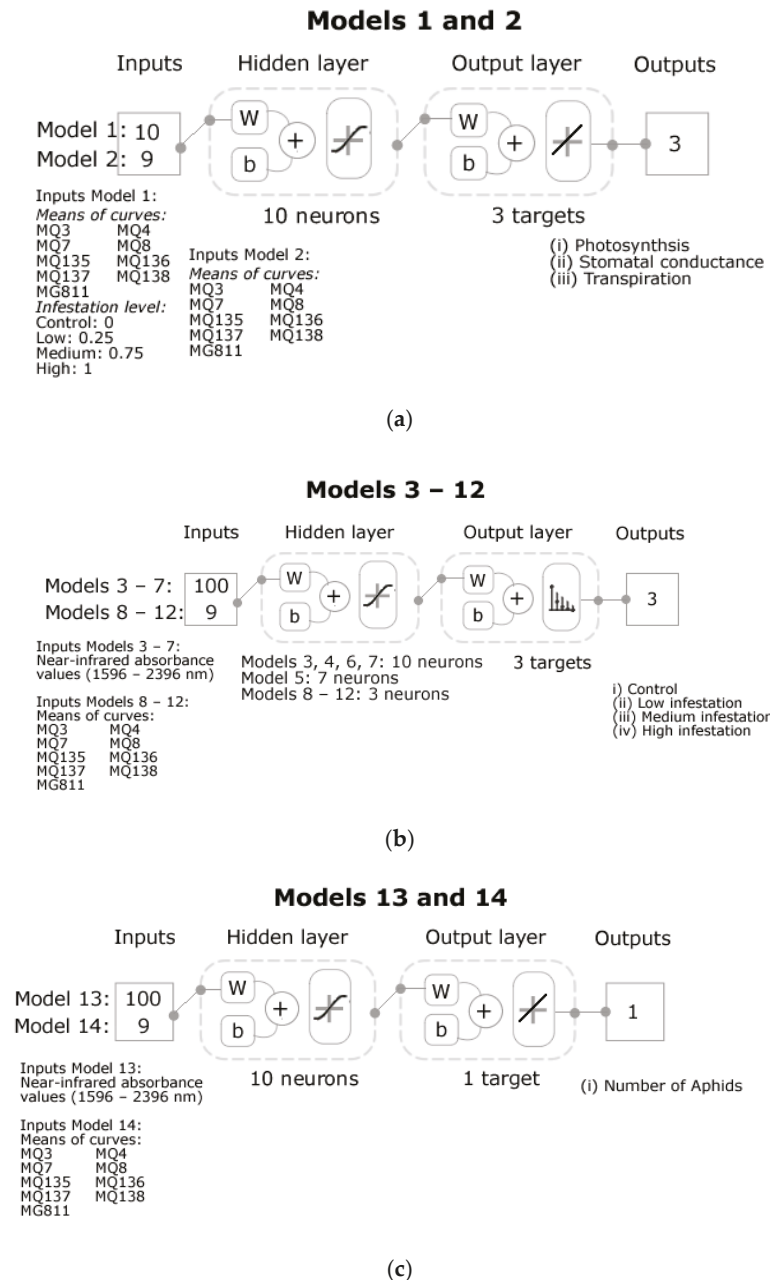 Models 1 and 2
Inputs Hidden layer Output layer Outputs
Model 1: 10
Model 2: 9
W
b
+
W
b
+
3
10 neurons
3 targets
Inputs Model 1:
Means of curves:
MQ3 MQ4
MQ7 MQ8
MQ135 MQ136
MQ137 MQ138
MG811
Infestation level:
Control: 0
Low: 0.25
Medium: 0.75
High: 1
Inputs Model 2:
Means of curves:
MQ3 MQ4
MQ7 MQ8
MQ135 MQ136
MQ137 MQ138
MG811
(i) Photosynthsis
(ii) Stomatal conductance
(iii) Transpiration
(a)
Models 3 – 12
Inputs Hidden layer Output layer Outputs
Models 3 – 7: 100
Models 8 – 12: 9
W
b
+
W
b
+
3
Inputs Models 3 – 7:
Near-infrared absorbance
values (1596 – 2396 nm)
Inputs Models 8 – 12:
Means of curves:
MQ3 MQ4
MQ7 MQ8
MQ135 MQ136
MQ137 MQ138
MG811
Models 3, 4, 6, 7: 10 neurons
Model 5: 7 neurons
Models 8 – 12: 3 neurons
3 targets
i) Control
(ii) Low infestation
(iii) Medium infestation
(iv) High infestation
(b)
Models 13 and 14
Inputs Hidden layer Output layer Outputs
Model 13: 100
Model 14: 9
W
b
+
W
b
+
1
Inputs Model 13:
Near-infrared absorbance
values (1596 – 2396 nm)
Inputs Model 14:
Means of curves:
MQ3 MQ4
MQ7 MQ8
MQ135 MQ136
MQ137 MQ138
MG811
10 neurons
1 target
(i) Number of Aphids
(c)